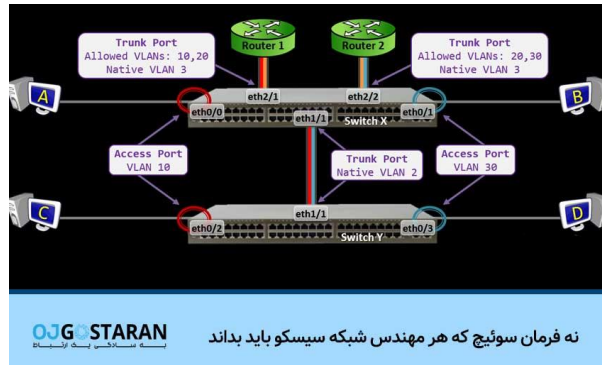 Trunk Port
Allowed VLANs: 10,20
Native VLAN 3
Router 1
Router 2
Trunk Port
Allowed VLANs: 20,30
Native VLAN 3
A
eth2/1
eth2/2
B
eth0/0
eth1/1
Switch X
eth0/1
Access Port
VLAN 10
Trunk Port
Native VLAN 2
Access Port
VLAN 30
C
eth0/2
eth1/1
Switch Y
eth0/3
D
OJGOSTARAN
به سادگی یک ارتباط
نه فرمان سوئیچ که هر مهندس شبکه سیسکو باید بداند